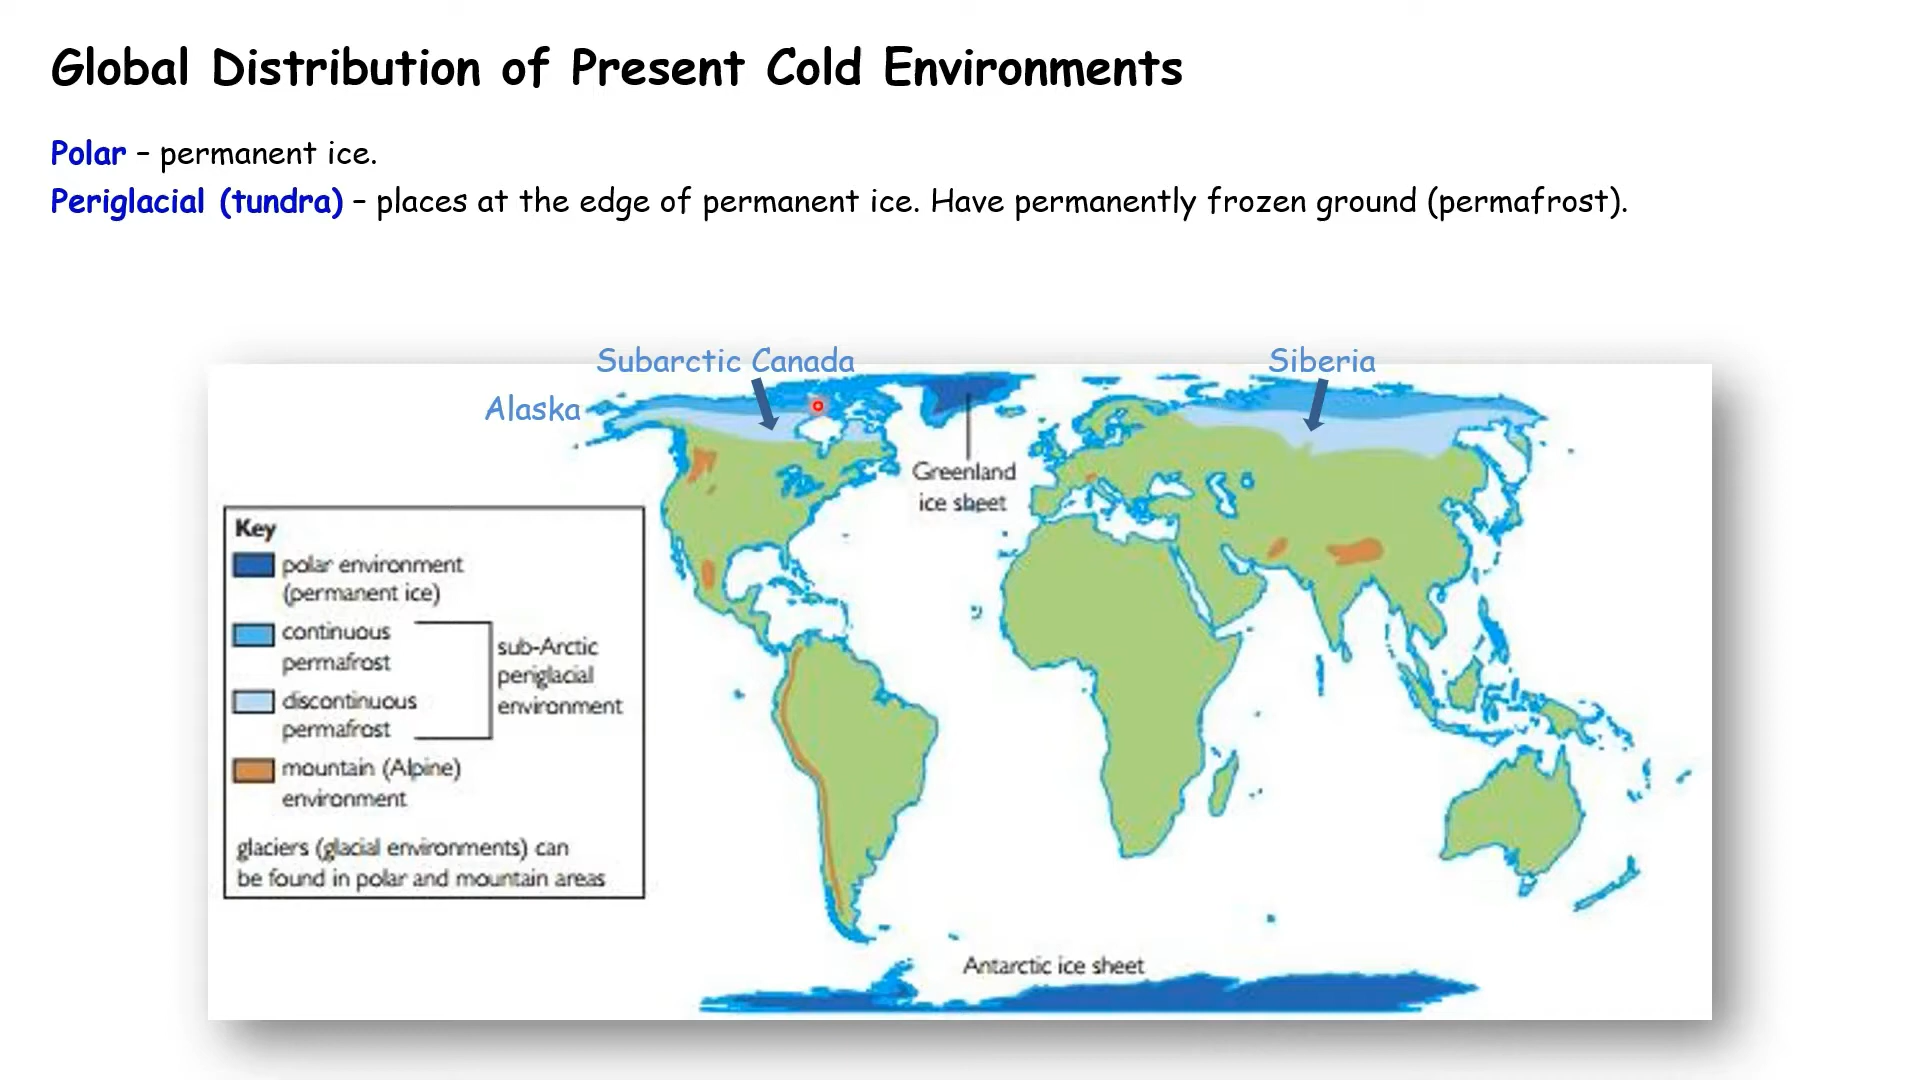 Global Distribution of Present Cold Environments
Polar – permanent ice.
Periglacial (tundra) – places at the edge of permanent ice. Have permanently frozen ground (permafrost).
Subarctic Canada
Siberia
Alaska
Greenland
ice sheet
Key
polar environment
(permanent ice)
continuous
permafrost
discontinuous
permafrost
sub-Arctic
periglacial
environment
mountain (Alpine)
environment
glaciers (glacial environments) can
be found in polar and mountain areas
Antarctic ice sheet